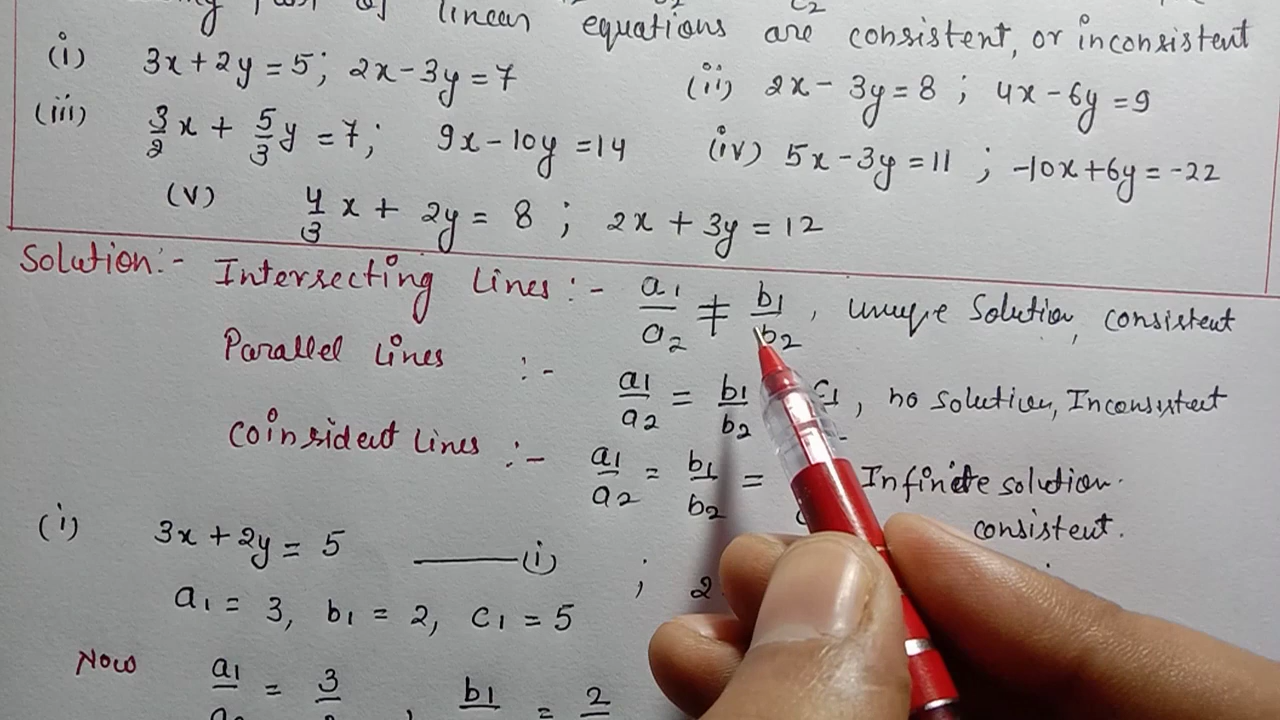 of linear equations are consistent, or inconsistent
(i) 3x + 2y = 5; 2x - 3y = 7 (ii) 2x - 3y = 8 ; 4x - 6y = 9
(iii) 3/2 x + 5/3 y = 7; 9x - 10y = 14 (iv) 5x - 3y = 11 ; -10x + 6y = -22
(v) 4/3 x + 2y = 8 ; 2x + 3y = 12
Solution:- Intersecting Lines :- a₁/a₂ ≠ b₁/b₂ , unique Solution, consistent
Parallel Lines :- a₁/a₂ = b₁/b₂ c₁ , no solution, Inconsistent
Coinsident Lines :- a₁/a₂ = b₁/b₂ = Infinite solution.
consistent.
(i) 3x + 2y = 5 ——(i) ; 2
a₁ = 3, b₁ = 2, c₁ = 5
Now a₁ = 3 , b₁ = 2